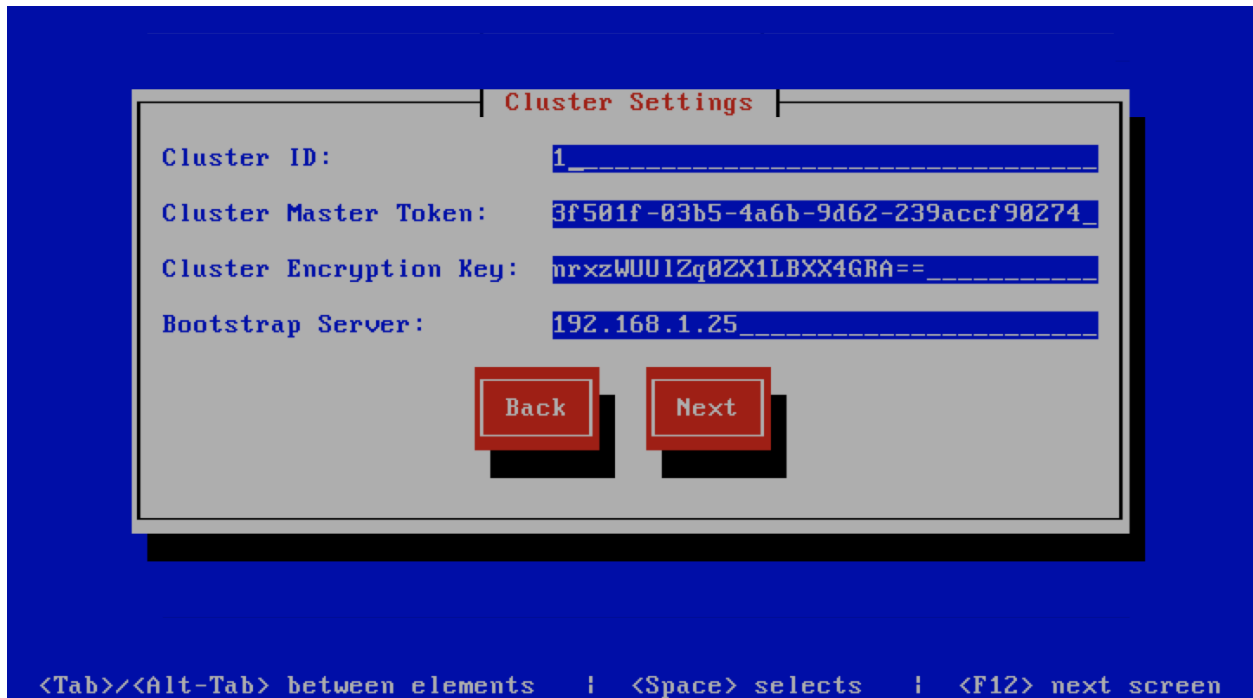 Cluster Settings
Cluster ID: 1
Cluster Master Token: 3f501f-03b5-4a6b-9d62-239accf90274
Cluster Encryption Key: nrxzWUUlZq0ZX1LBXX4GRA==
Bootstrap Server: 192.168.1.25
Back Next
<Tab>/<Alt-Tab> between elements | <Space> selects | <F12> next screen